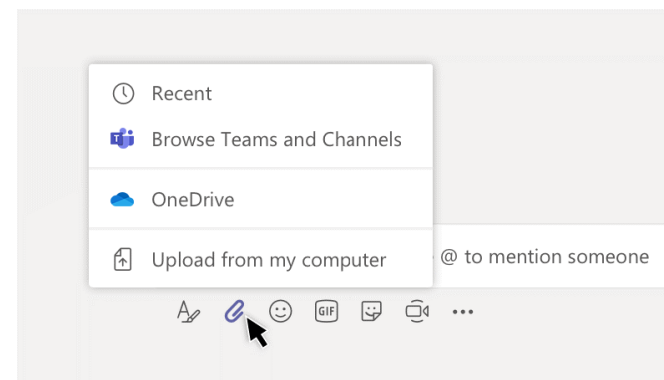 Recent
Browse Teams and Channels
OneDrive
Upload from my computer
@ to mention someone
GIF